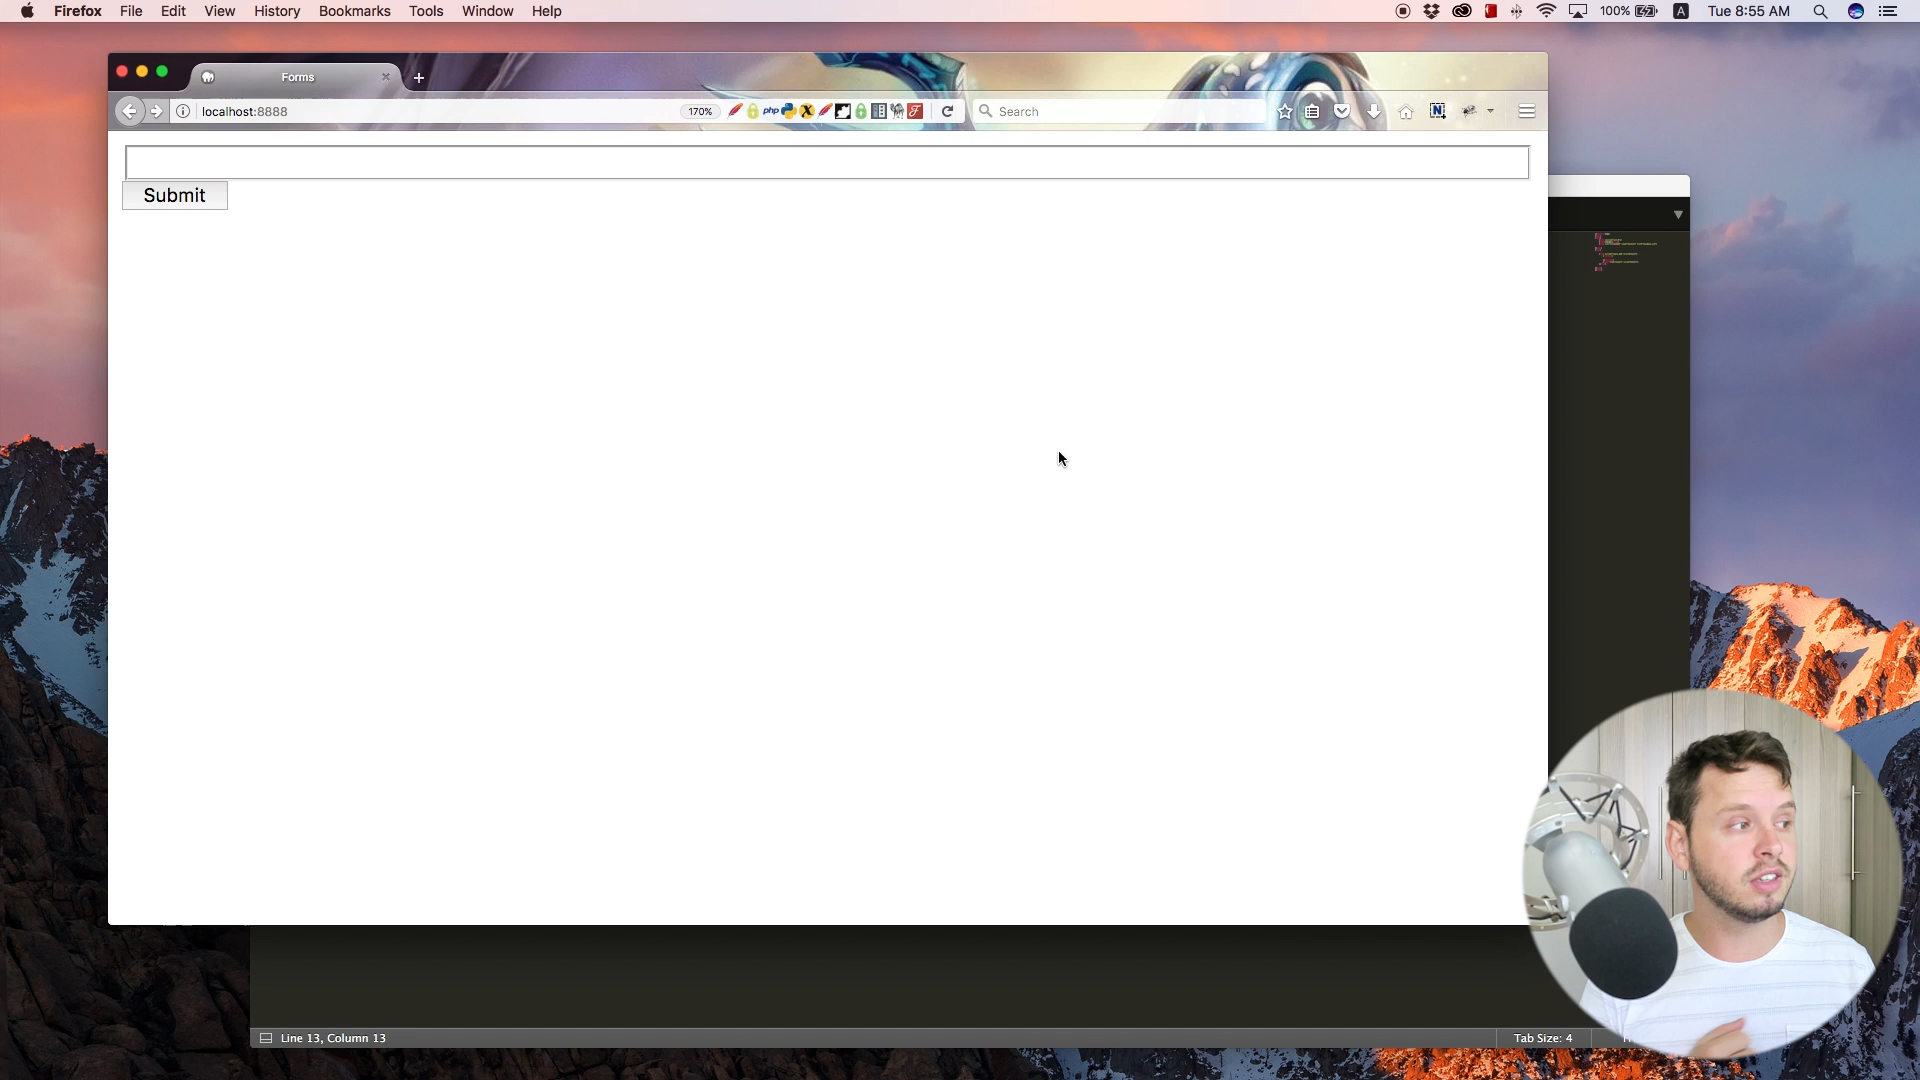 Firefox File Edit View History Bookmarks Tools Window Help 100% A Tue 8:55 AM
Forms
localhost:8888 170% php Search
Submit
Line 13, Column 13 Tab Size: 4